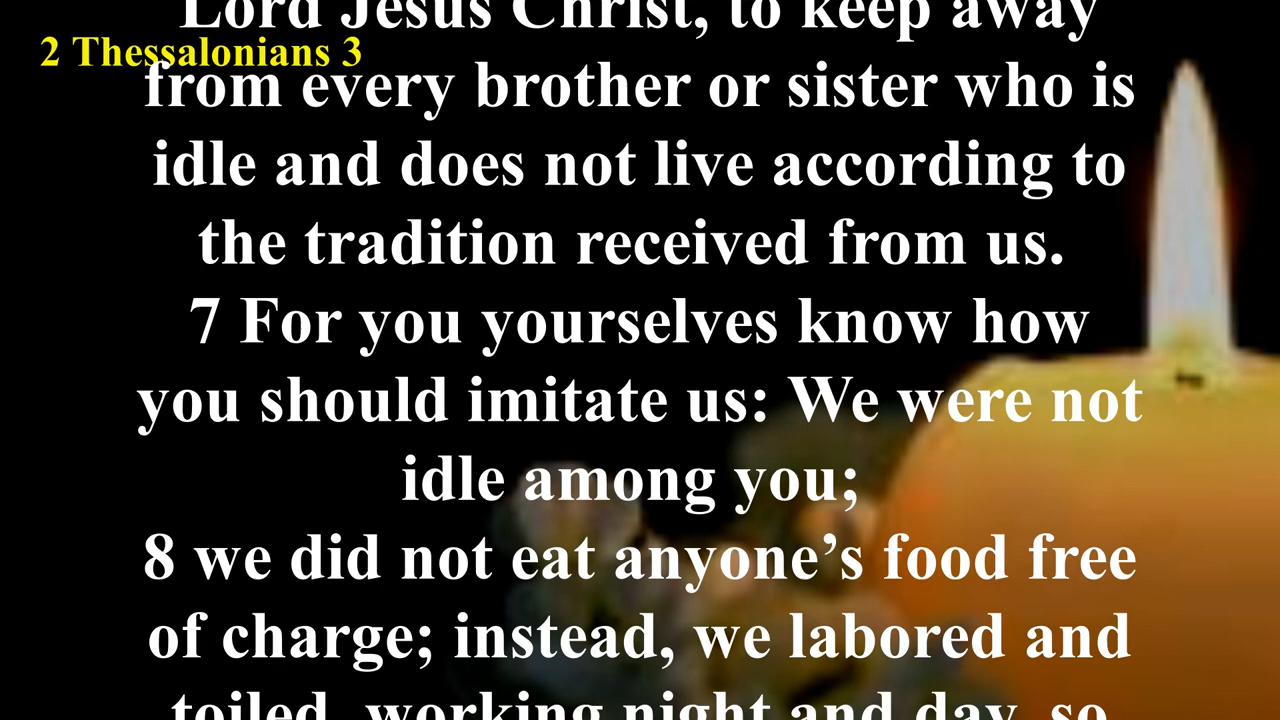 Lord Jesus Christ, to keep away
2 Thessalonians 3
from every brother or sister who is
idle and does not live according to
the tradition received from us.
7 For you yourselves know how
you should imitate us: We were not
idle among you;
8 we did not eat anyone’s food free
of charge; instead, we labored and
toiled, working night and day, so